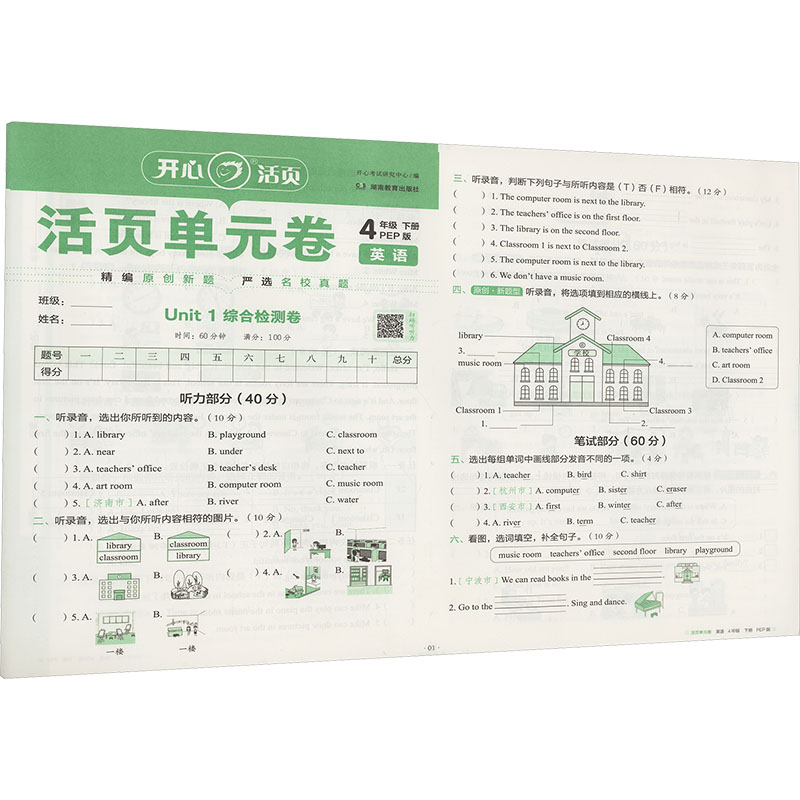 开心 活页
开心考试研究中心/编
湖南教育出版社
活页单元卷
4年级 下册
PEP 版
英语
精编原创新题 严选名校真题
班级：
姓名：
Unit 1 综合检测卷
时间：60分钟 满分：100分
扫码听听力
题号 一 二 三 四 五 六 七 八 九 十 总分
得分
听力部分（40分）
一、听录音，选出你所听到的内容。（10分）
( )1. A. library B. playground C. classroom
( )2. A. near B. under C. next to
( )3. A. teachers' office B. teacher's desk C. teacher
( )4. A. art room B. computer room C. music room
( )5.［济南市］A. after B. river C. water
二、听录音，选出与你所听内容相符的图片。（10分）
( )1. A. B. ( )2. A. B.
library
classroom
classroom
library
( )3. A. B. ( )4. A. B.
( )5. A. B.
一楼 一楼
· 01 ·
三、听录音，判断下列句子与所听内容是（T）否（F）相符。（12分）
( )1. The computer room is next to the library.
( )2. The teachers' office is on the first floor.
( )3. The library is on the second floor.
( )4. Classroom 1 is next to Classroom 2.
( )5. The computer room is next to the library.
( )6. We don't have a music room.
四、原创·新题型 听录音，将选项填到相应的横线上。（8分）
library
3.
music room
Classroom 1
1.
学校
Classroom 4
4.
Classroom 3
2.
A. computer room
B. teachers' office
C. art room
D. Classroom 2
笔试部分（60分）
五、选出每组单词中画线部分发音不同的一项。（4分）
( )1. A. teacher B. bird C. shirt
( )2.［杭州市］A. computer B. sister C. eraser
( )3.［西安市］A. first B. winter C. after
( )4. A. river B. term C. teacher
六、看图，选词填空，补全句子。（10分）
music room teachers' office second floor library playground
1.［宁波市］We can read books in the .
2. Go to the . Sing and dance.
活页单元卷 英语 4年级 下册 PEP版